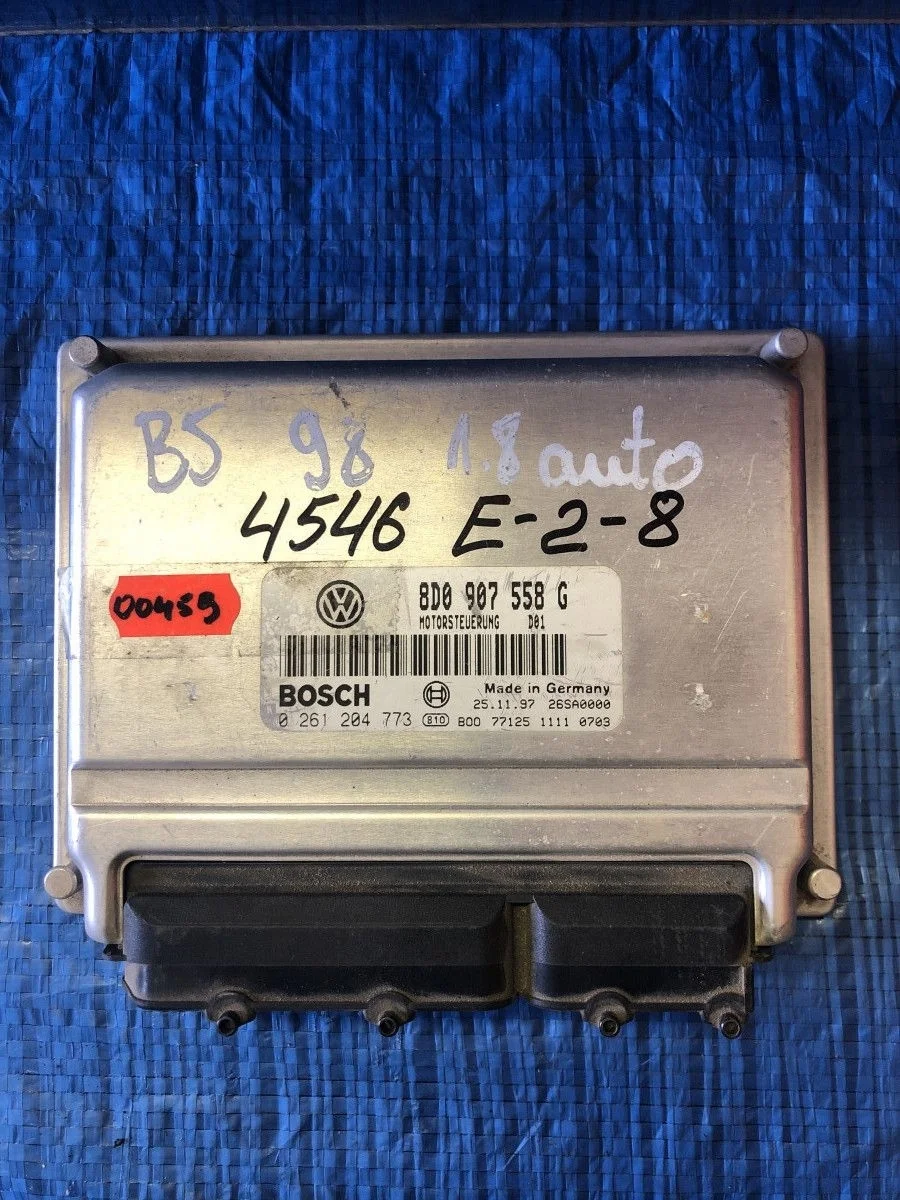 B5 98 1.8 auto
4546 E-2-8
00459
8D0 907 558 G
MOTORSTEUERUNG D01
BOSCH Made in Germany
25.11.97 26SA0000
0 261 204 773 810 B00 77125 1111 0703